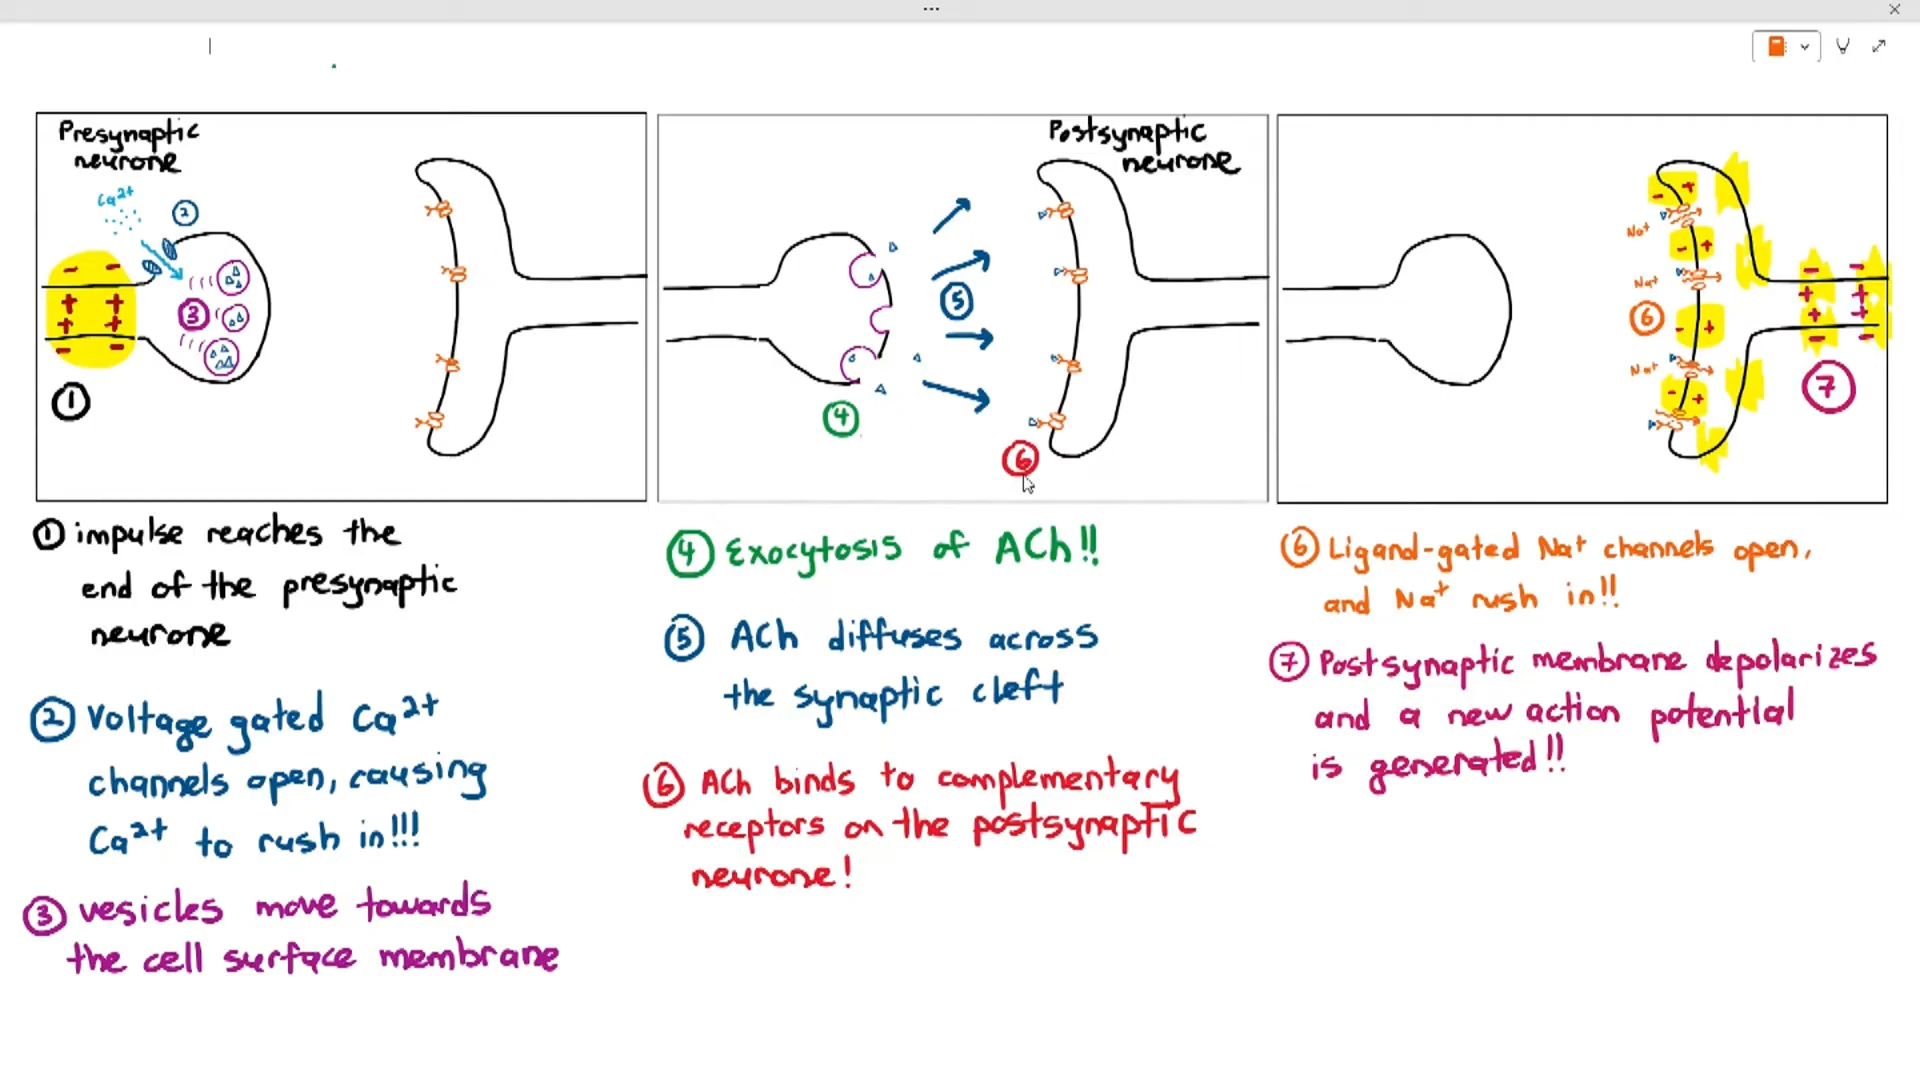 Presynaptic
neurone
Ca²⁺
②
- -
+ +
+ +
- -
③
①
Postsynaptic
neurone
⑤
④
⑥
- +
Na⁺
- +
Na⁺
⑥
- +
Na⁺
- +
- -
+ +
+ +
- -
⑦
① impulse reaches the
end of the presynaptic
neurone
② Voltage gated Ca²⁺
channels open, causing
Ca²⁺ to rush in!!!
③ vesicles move towards
the cell surface membrane
④ Exocytosis of ACh!!
⑤ ACh diffuses across
the synaptic cleft
⑥ ACh binds to complementary
receptors on the postsynaptic
neurone!
⑥ Ligand-gated Na⁺ channels open,
and Na⁺ rush in!!
⑦ Postsynaptic membrane depolarizes
and a new action potential
is generated!!